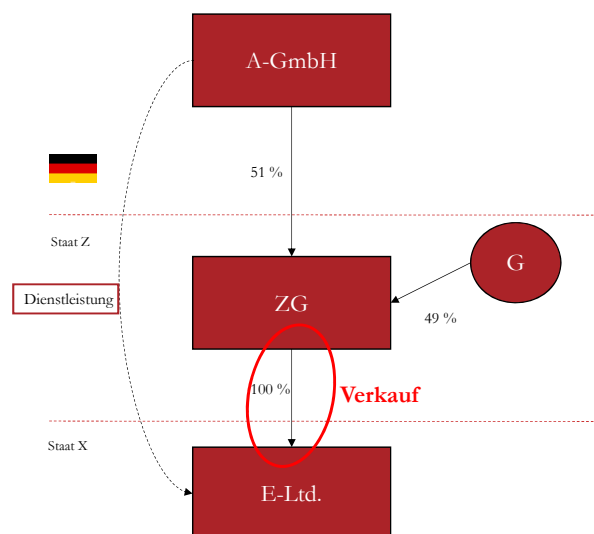 A-GmbH
51 %
Staat Z
G
Dienstleistung
ZG
49 %
100 %
Verkauf
Staat X
E-Ltd.